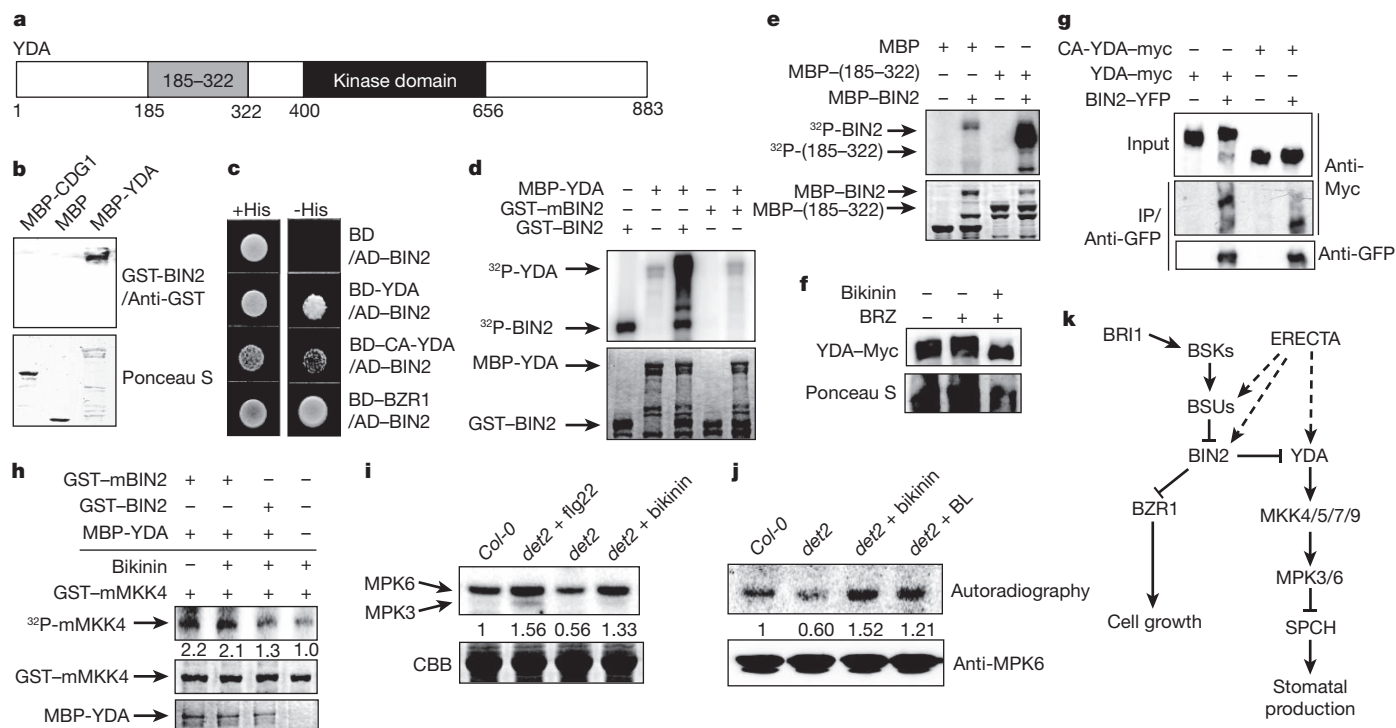 a
YDA
185–322
Kinase domain
1
185
322
400
656
883
b
MBP-CDG1
MBP
MBP-YDA
GST-BIN2
/Anti-GST
Ponceau S
c
+His
-His
BD
/AD–BIN2
BD-YDA
/AD-BIN2
BD–CA-YDA
/AD–BIN2
BD–BZR1
/AD–BIN2
d
MBP-YDA – + + – +
GST–mBIN2 – – – + +
GST–BIN2 + – + – –
32P-YDA
32P-BIN2
MBP-YDA
GST–BIN2
e
MBP + + – –
MBP–(185–322) – – + +
MBP–BIN2 – + – +
32P-BIN2
32P-(185–322)
MBP–BIN2
MBP–(185–322)
f
Bikinin – – +
BRZ – + +
YDA–Myc
Ponceau S
g
CA-YDA–myc – – + +
YDA–myc + + – –
BIN2–YFP – + – +
Input
IP/
Anti-GFP
Anti-
Myc
Anti-GFP
h
GST–mBIN2 + + – –
GST–BIN2 – – + –
MBP-YDA + + + –
Bikinin – + + +
GST–mMKK4 + + + +
32P-mMKK4
2.2 2.1 1.3 1.0
GST–mMKK4
MBP-YDA
i
Col-0
det2 + flg22
det2
det2 + bikinin
MPK6
MPK3
1 1.56 0.56 1.33
CBB
j
Col-0
det2
det2 + bikinin
det2 + BL
Autoradiography
1 0.60 1.52 1.21
Anti-MPK6
k
BRI1
ERECTA
BSKs
BSUs
BIN2
YDA
BZR1
MKK4/5/7/9
MPK3/6
Cell growth
SPCH
Stomatal
production